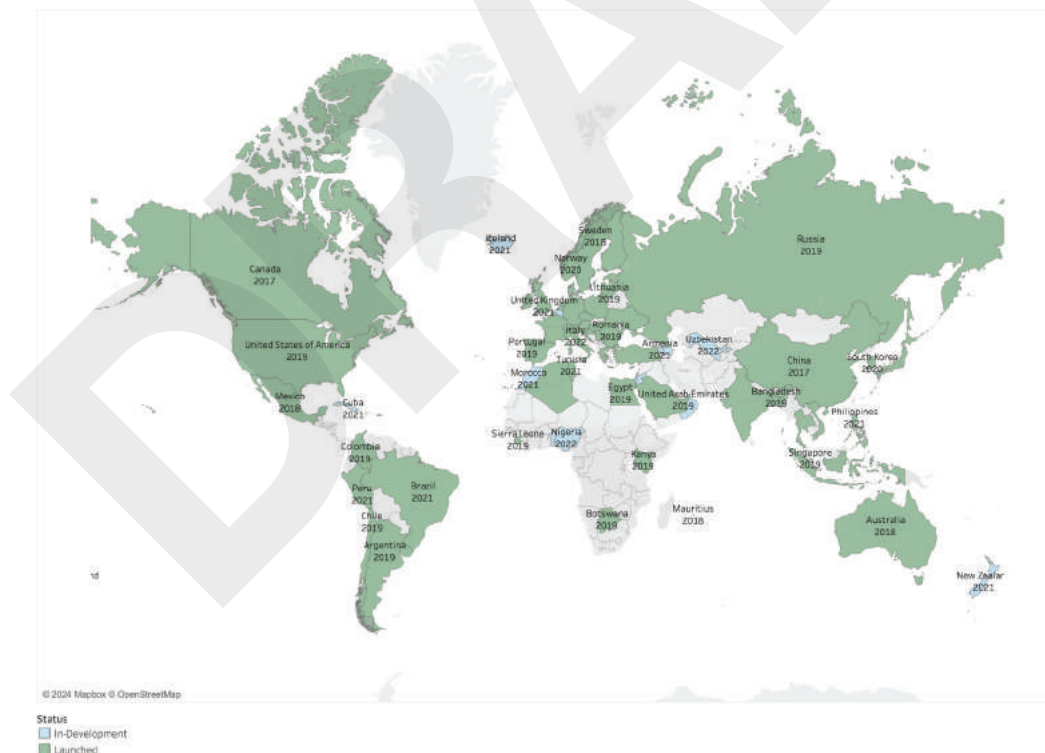 DRA
Iceland
2021
Sweden
2018
Russia
2019
Norway
2020
Canada
2017
Lithuania
2019
United Kingdom
2021
Italy
2022
Romania
2019
United States of America
2019
Portugal
2019
Tunisia
2021
Armenia
2021
Uzbekistan
2022
China
2017
South Korea
2020
Morocco
2021
Egypt
2019
United Arab Emirates
2019
Bangladesh
Mexico
2018
Cuba
2021
Philippines
2021
Sierra Leone
2019
Nigeria
2022
Colombia
2019
Singapore
2019
Kenya
2019
Peru
2021
Brazil
2021
Mauritius
2018
Chile
2019
Botswana
2019
Australia
2018
Argentina
2019
nd
New Zealar
2021
© 2024 Mapbox © OpenStreetMap
Status
In-Development
Launched